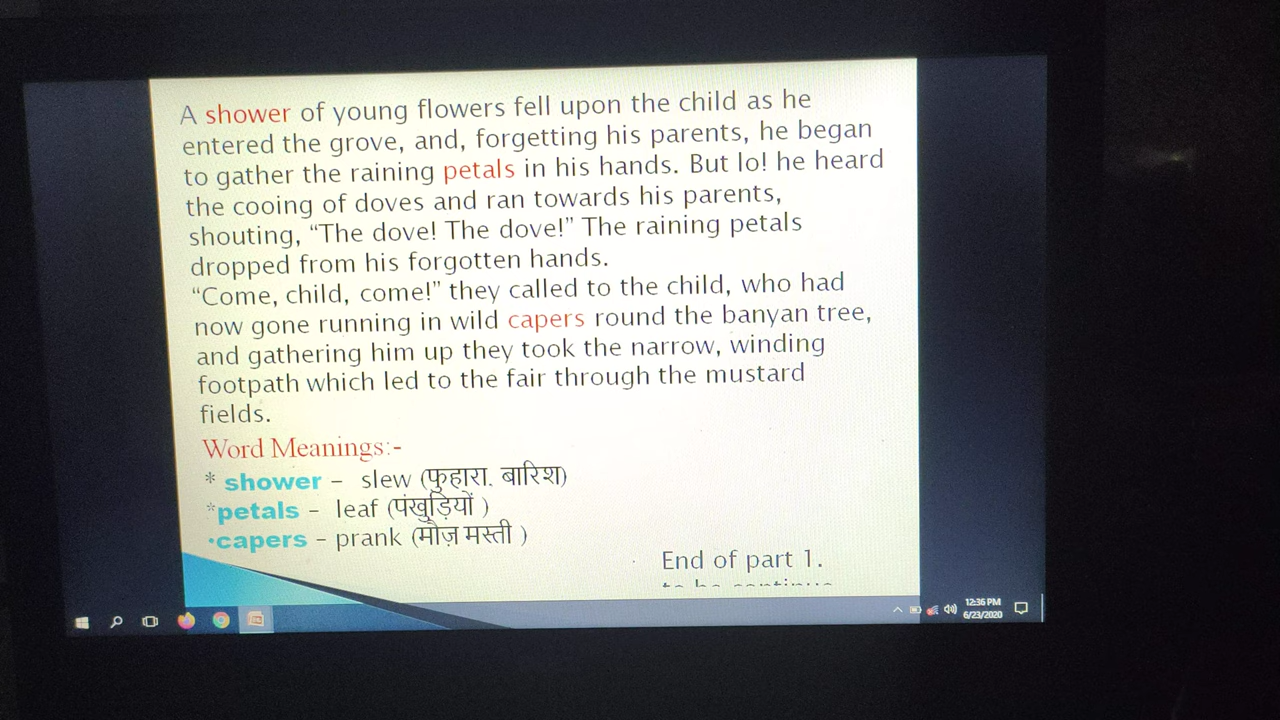 A shower of young flowers fell upon the child as he
entered the grove, and, forgetting his parents, he began
to gather the raining petals in his hands. But lo! he heard
the cooing of doves and ran towards his parents,
shouting, “The dove! The dove!” The raining petals
dropped from his forgotten hands.
“Come, child, come!” they called to the child, who had
now gone running in wild capers round the banyan tree,
and gathering him up they took the narrow, winding
footpath which led to the fair through the mustard
fields.
Word Meanings:-
* shower – slew (फुहारा. बारिश)
*petals – leaf (पंखुड़ियों )
•capers – prank (मौज़ मस्ती )
End of part 1.
12:36 PM
6/23/2020